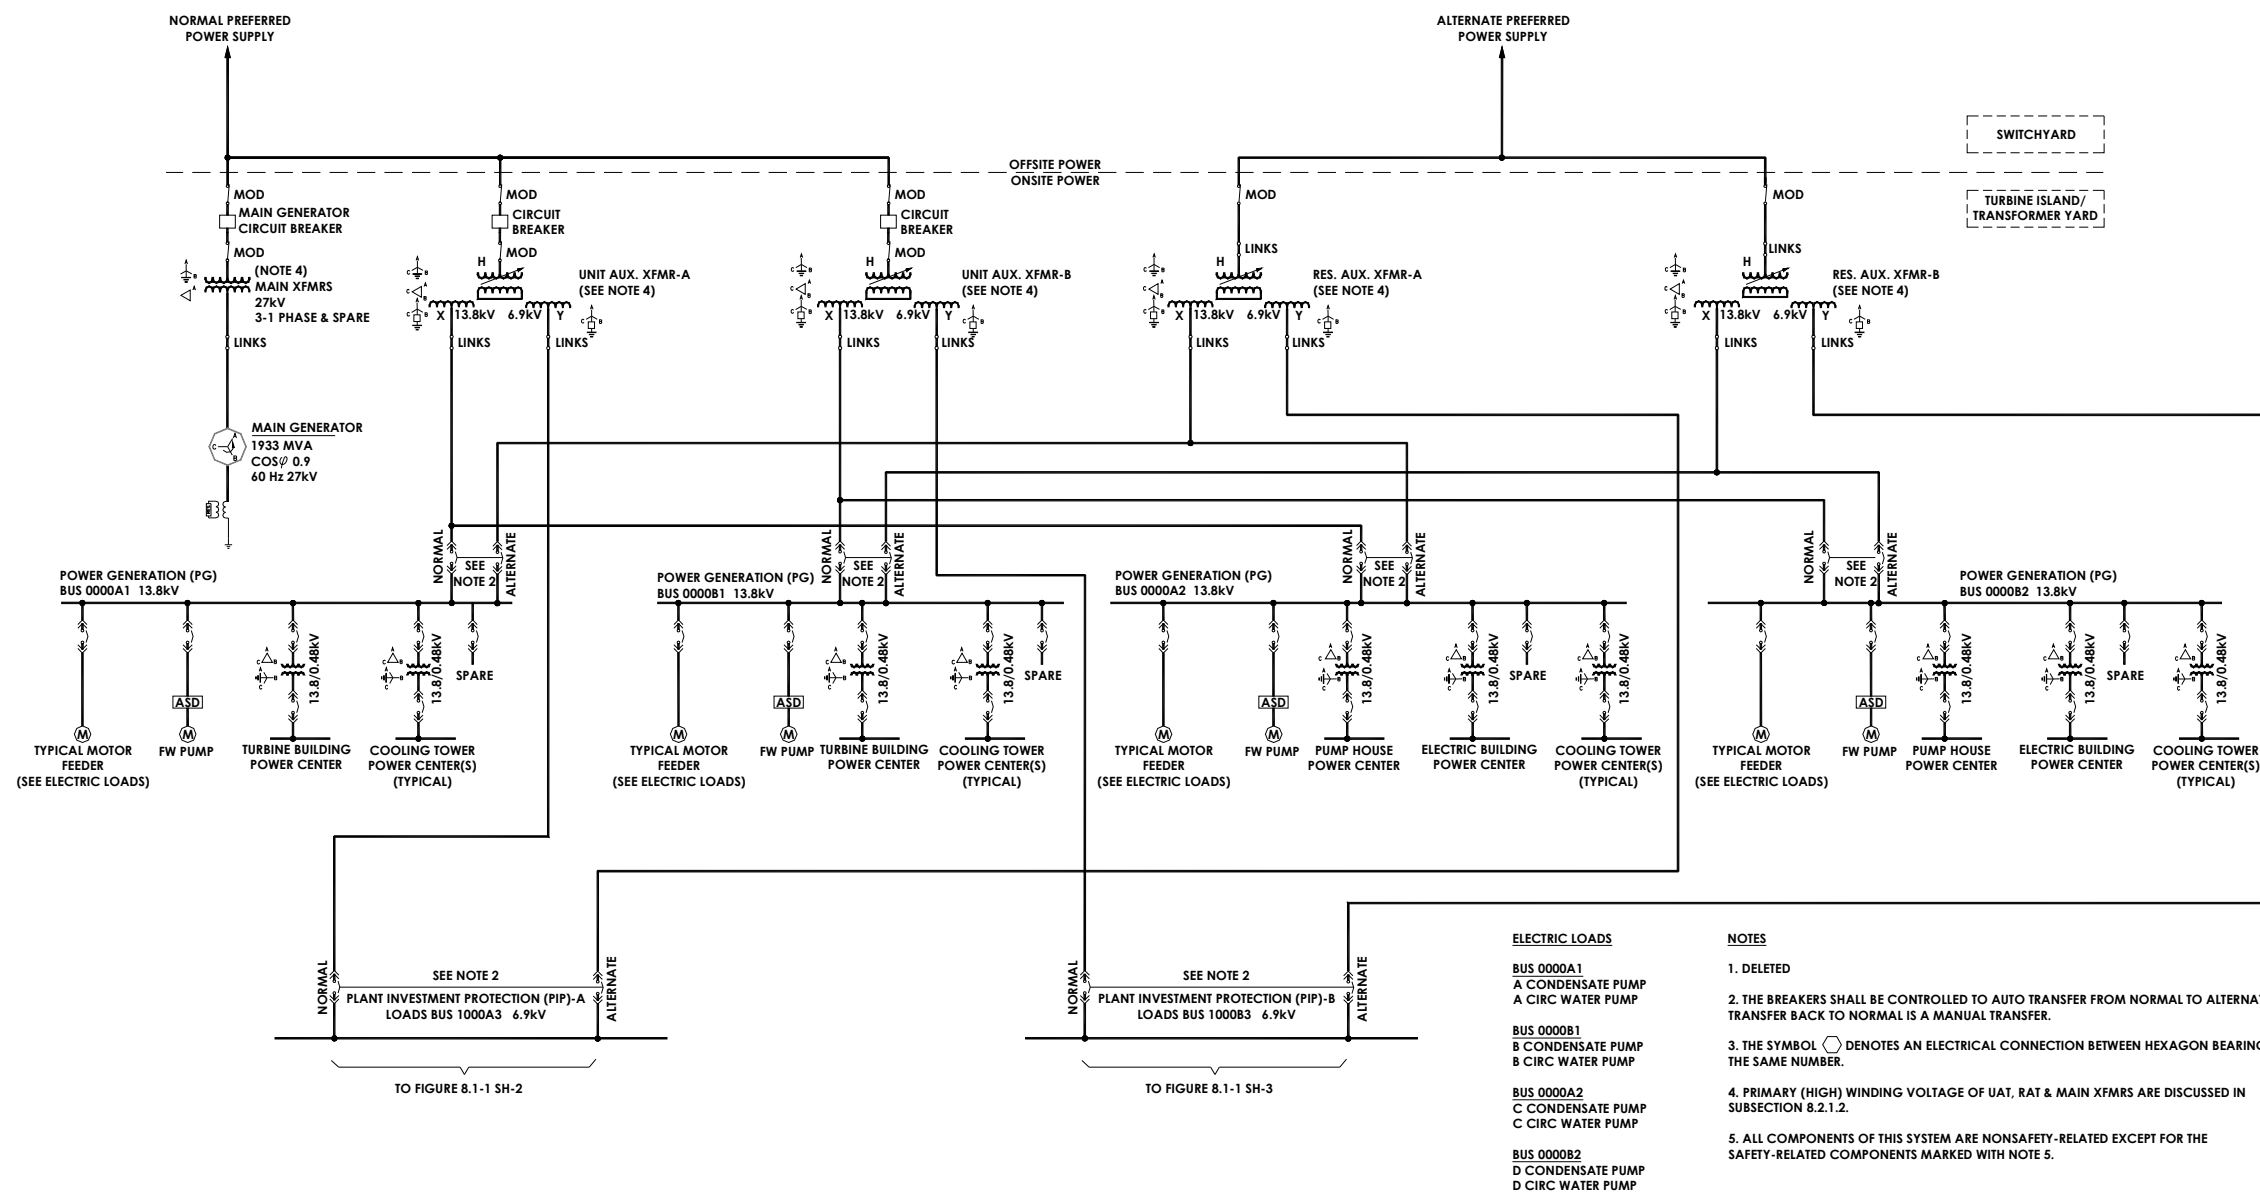 NORMAL PREFERRED
POWER SUPPLY
ALTERNATE PREFERRED
POWER SUPPLY
SWITCHYARD
OFFSITE POWER
ONSITE POWER
TURBINE ISLAND/
TRANSFORMER YARD
MOD
MAIN GENERATOR
CIRCUIT BREAKER
MOD
(NOTE 4)
MAIN XFMRS
27kV
3-1 PHASE & SPARE
LINKS
MOD
CIRCUIT
BREAKER
MOD
H
UNIT AUX. XFMR-A
(SEE NOTE 4)
X 13.8kV 6.9kV Y
LINKS
LINKS
MOD
CIRCUIT
BREAKER
MOD
H
UNIT AUX. XFMR-B
(SEE NOTE 4)
X 13.8kV 6.9kV Y
LINKS
LINKS
MOD
LINKS
H
RES. AUX. XFMR-A
(SEE NOTE 4)
X 13.8kV 6.9kV Y
LINKS
LINKS
MOD
LINKS
H
RES. AUX. XFMR-B
(SEE NOTE 4)
X 13.8kV 6.9kV Y
LINKS
LINKS
MAIN GENERATOR
1933 MVA
COSφ 0.9
60 Hz 27kV
NORMAL
SEE
NOTE 2
ALTERNATE
POWER GENERATION (PG)
BUS 0000A1 13.8kV
NORMAL
SEE
NOTE 2
ALTERNATE
POWER GENERATION (PG)
BUS 0000B1 13.8kV
NORMAL
SEE
NOTE 2
ALTERNATE
POWER GENERATION (PG)
BUS 0000A2 13.8kV
NORMAL
SEE
NOTE 2
ALTERNATE
POWER GENERATION (PG)
BUS 0000B2 13.8kV
M
TYPICAL MOTOR
FEEDER
(SEE ELECTRIC LOADS)
ASD
M
FW PUMP
13.8/0.48kV
TURBINE BUILDING
POWER CENTER
13.8/0.48kV
COOLING TOWER
POWER CENTER(S)
(TYPICAL)
SPARE
M
TYPICAL MOTOR
FEEDER
(SEE ELECTRIC LOADS)
ASD
M
FW PUMP
13.8/0.48kV
TURBINE BUILDING
POWER CENTER
13.8/0.48kV
COOLING TOWER
POWER CENTER(S)
(TYPICAL)
SPARE
M
TYPICAL MOTOR
FEEDER
(SEE ELECTRIC LOADS)
ASD
M
FW PUMP
13.8/0.48kV
PUMP HOUSE
POWER CENTER
13.8/0.48kV
ELECTRIC BUILDING
POWER CENTER
SPARE
13.8/0.48kV
COOLING TOWER
POWER CENTER(S)
(TYPICAL)
M
TYPICAL MOTOR
FEEDER
(SEE ELECTRIC LOADS)
ASD
M
FW PUMP
13.8/0.48kV
PUMP HOUSE
POWER CENTER
13.8/0.48kV
ELECTRIC BUILDING
POWER CENTER
SPARE
13.8/0.48kV
COOLING TOWER
POWER CENTER(S)
(TYPICAL)
NORMAL
SEE NOTE 2
PLANT INVESTMENT PROTECTION (PIP)-A
LOADS BUS 1000A3 6.9kV
ALTERNATE
TO FIGURE 8.1-1 SH-2
NORMAL
SEE NOTE 2
PLANT INVESTMENT PROTECTION (PIP)-B
LOADS BUS 1000B3 6.9kV
ALTERNATE
TO FIGURE 8.1-1 SH-3
ELECTRIC LOADS
BUS 0000A1
A CONDENSATE PUMP
A CIRC WATER PUMP
BUS 0000B1
B CONDENSATE PUMP
B CIRC WATER PUMP
BUS 0000A2
C CONDENSATE PUMP
C CIRC WATER PUMP
BUS 0000B2
D CONDENSATE PUMP
D CIRC WATER PUMP
NOTES
1. DELETED
2. THE BREAKERS SHALL BE CONTROLLED TO AUTO TRANSFER FROM NORMAL TO ALTERNAT
TRANSFER BACK TO NORMAL IS A MANUAL TRANSFER.
3. THE SYMBOL DENOTES AN ELECTRICAL CONNECTION BETWEEN HEXAGON BEARING
THE SAME NUMBER.
4. PRIMARY (HIGH) WINDING VOLTAGE OF UAT, RAT & MAIN XFMRS ARE DISCUSSED IN
SUBSECTION 8.2.1.2.
5. ALL COMPONENTS OF THIS SYSTEM ARE NONSAFETY-RELATED EXCEPT FOR THE
SAFETY-RELATED COMPONENTS MARKED WITH NOTE 5.